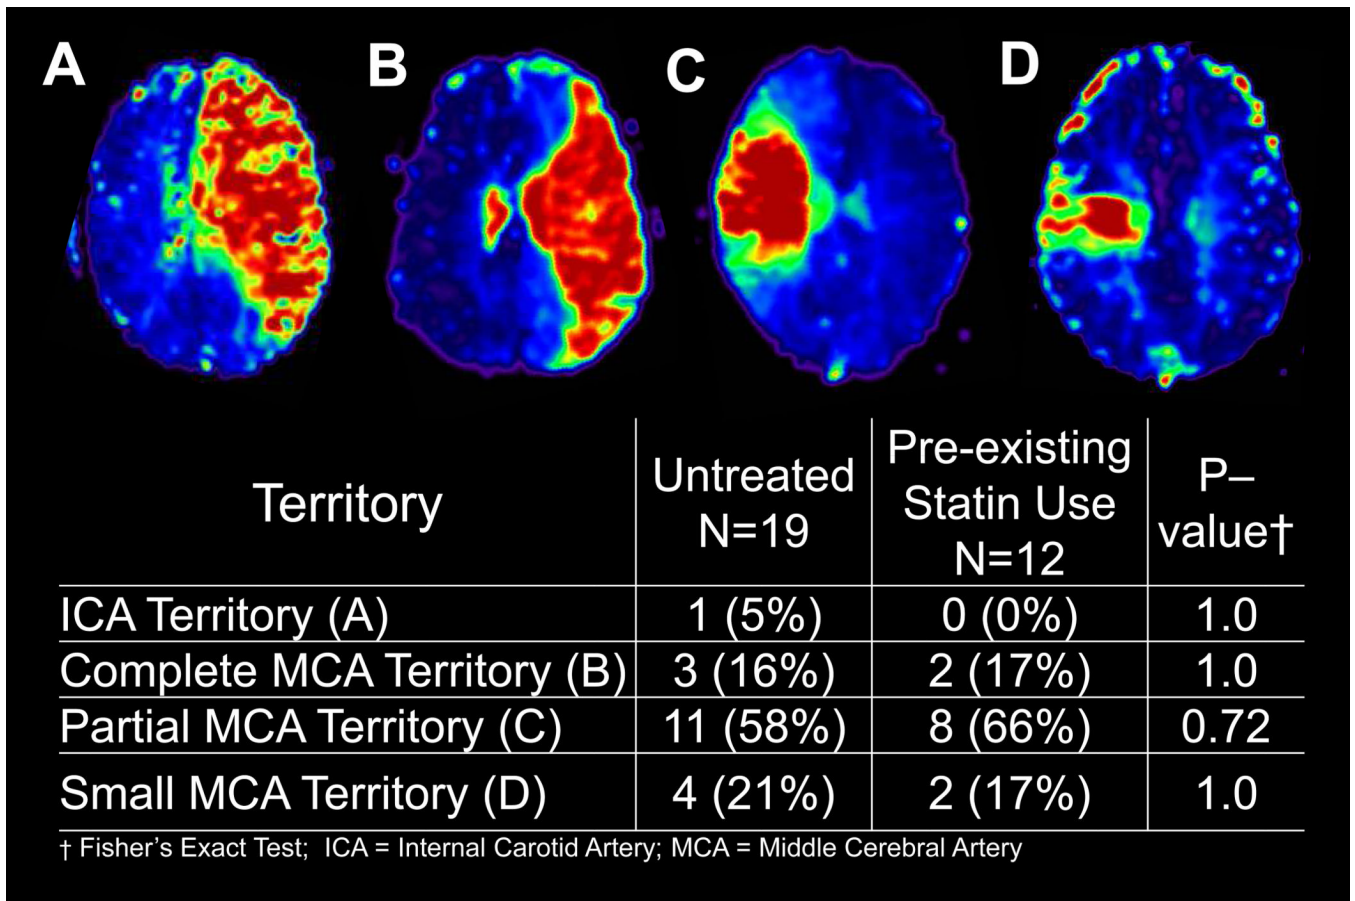 A B C D
Territory
Untreated
N=19
Pre-existing
Statin Use
N=12
P–
value†
ICA Territory (A) 1 (5%) 0 (0%) 1.0
Complete MCA Territory (B) 3 (16%) 2 (17%) 1.0
Partial MCA Territory (C) 11 (58%) 8 (66%) 0.72
Small MCA Territory (D) 4 (21%) 2 (17%) 1.0
† Fisher's Exact Test; ICA = Internal Carotid Artery; MCA = Middle Cerebral Artery